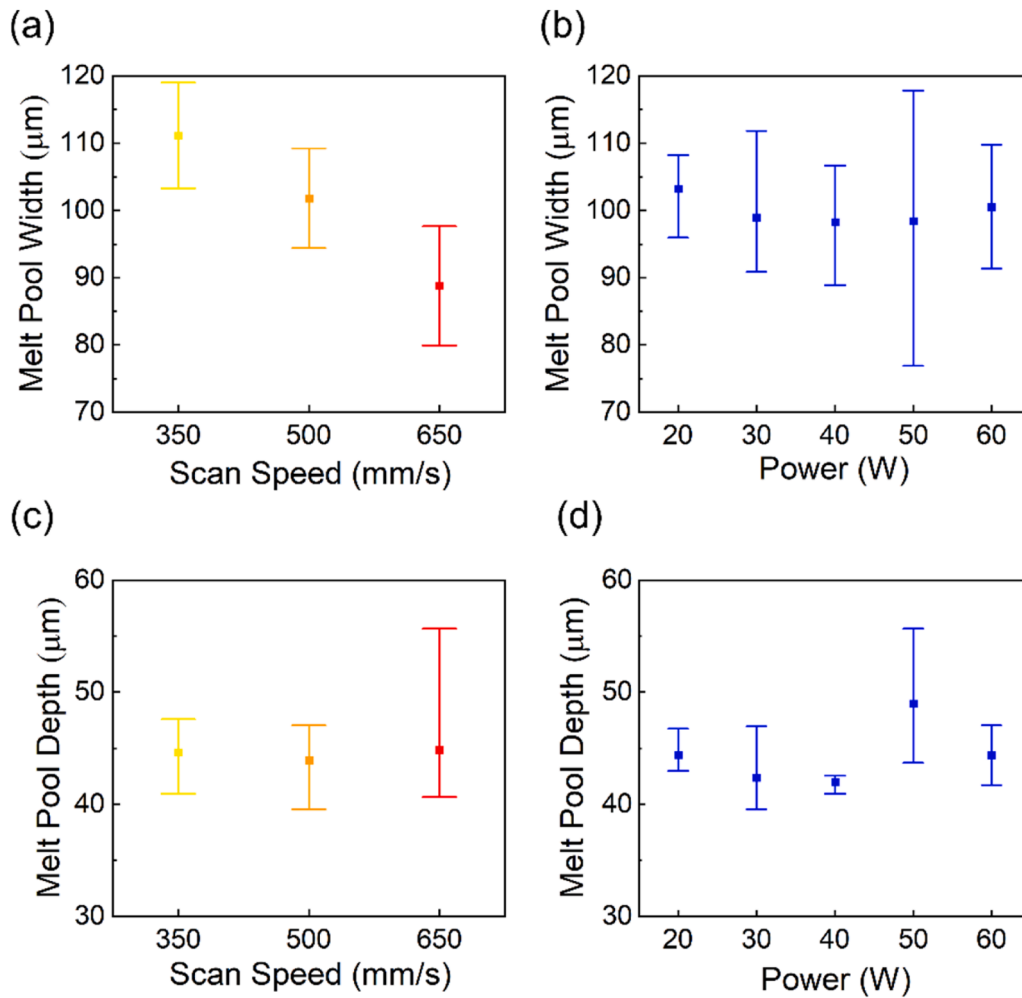 (a)
Melt Pool Width (μm)
120
110
100
90
80
70
350 500 650
Scan Speed (mm/s)
(b)
Melt Pool Width (μm)
120
110
100
90
80
70
20 30 40 50 60
Power (W)
(c)
Melt Pool Depth (μm)
60
50
40
30
350 500 650
Scan Speed (mm/s)
(d)
Melt Pool Depth (μm)
60
50
40
30
20 30 40 50 60
Power (W)